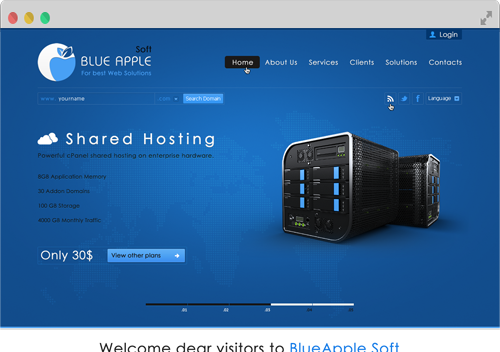 Login
Soft
BLUE APPLE
For best Web Solutions
Home About Us Services Clients Solutions Contacts
www. yourname .com Search Domain
Language
Shared Hosting
Powerful cPanel shared hosting on enterprise hardware.
8GB Application Memory
30 Addon Domains
100 GB Storage
4000 GB Monthly Traffic
Only 30$ View other plans
.01 .02 .03 .04 .05
Welcome dear visitors to BlueApple Soft